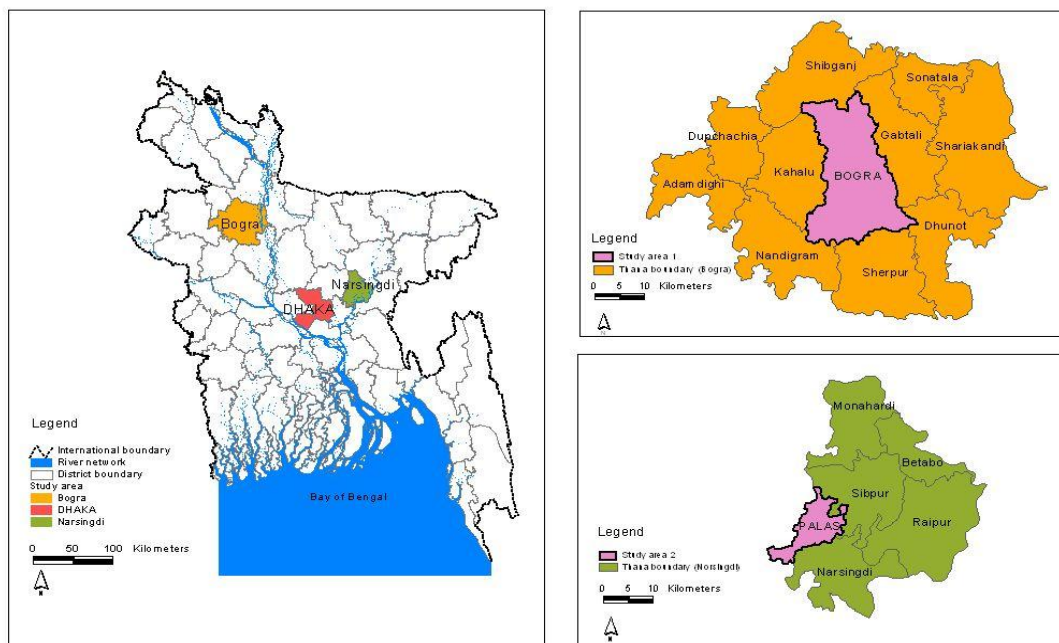 Bogra
Narsingdi
DHAKA
Bay of Bengal
Legend
International boundary
River network
District boundary
Study area
Bogra
DHAKA
Narsingdi
0 50 100 Kilometers
N
Shibganj
Sonatala
Dupchachia
Gabtali
Shariakandi
Kahalu
BOGRA
Adamdighi
Dhunot
Nandigram
Sherpur
Legend
Study area 1
Thana boundary (Bogra)
0 5 10
Kilometers
N
Monahardi
Betabo
Sibpur
PALAS
Raipur
Narsingdi
Legend
Study area 2
Thana boundary (Norsingdi)
0 5 10 Kilometers
N